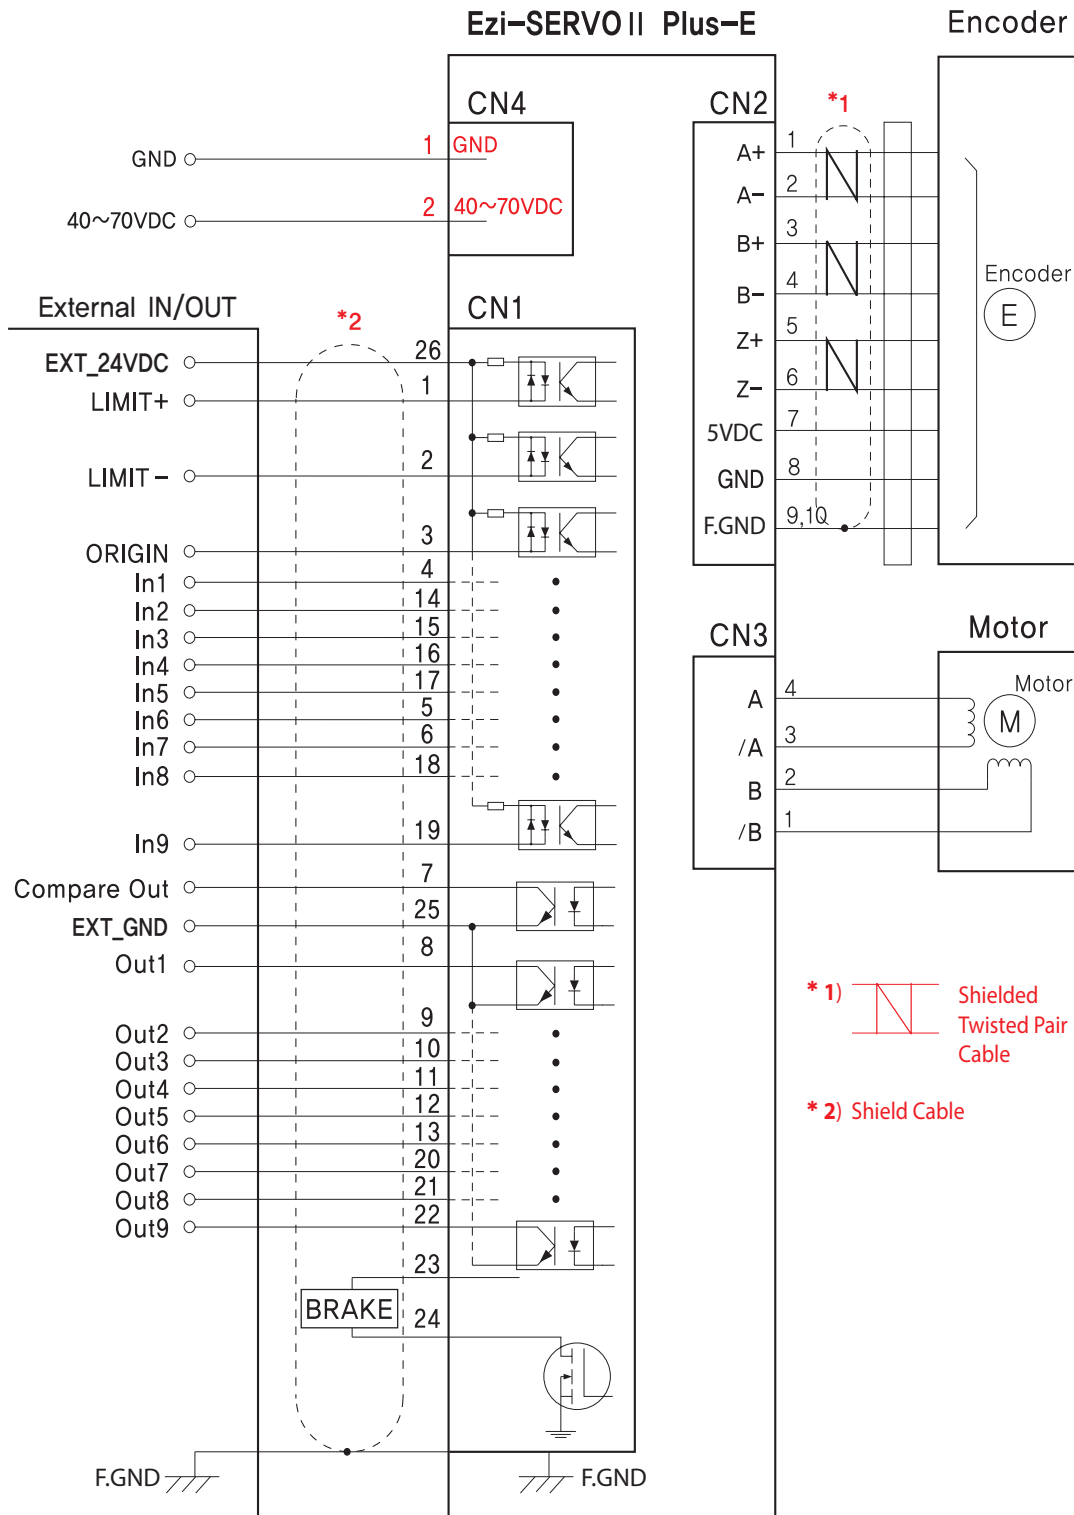 Ezi-SERVOII Plus-E
Encoder
CN4
GND
1
GND
40~70VDC
2
40~70VDC
CN2
*1
A+
1
A-
2
B+
3
B-
4
Z+
5
Z-
6
5VDC
7
GND
8
F.GND
9,10
Encoder
E
External IN/OUT
*2
CN1
EXT_24VDC
26
LIMIT+
1
LIMIT-
2
ORIGIN
3
In1
4
In2
14
In3
15
In4
16
In5
17
In6
5
In7
6
In8
18
In9
19
Compare Out
7
EXT_GND
25
Out1
8
Out2
9
Out3
10
Out4
11
Out5
12
Out6
13
Out7
20
Out8
21
Out9
22
23
BRAKE
24
F.GND
F.GND
CN3
Motor
A
4
/A
3
B
2
/B
1
Motor
M
* 1)
Shielded
Twisted Pair
Cable
* 2) Shield Cable